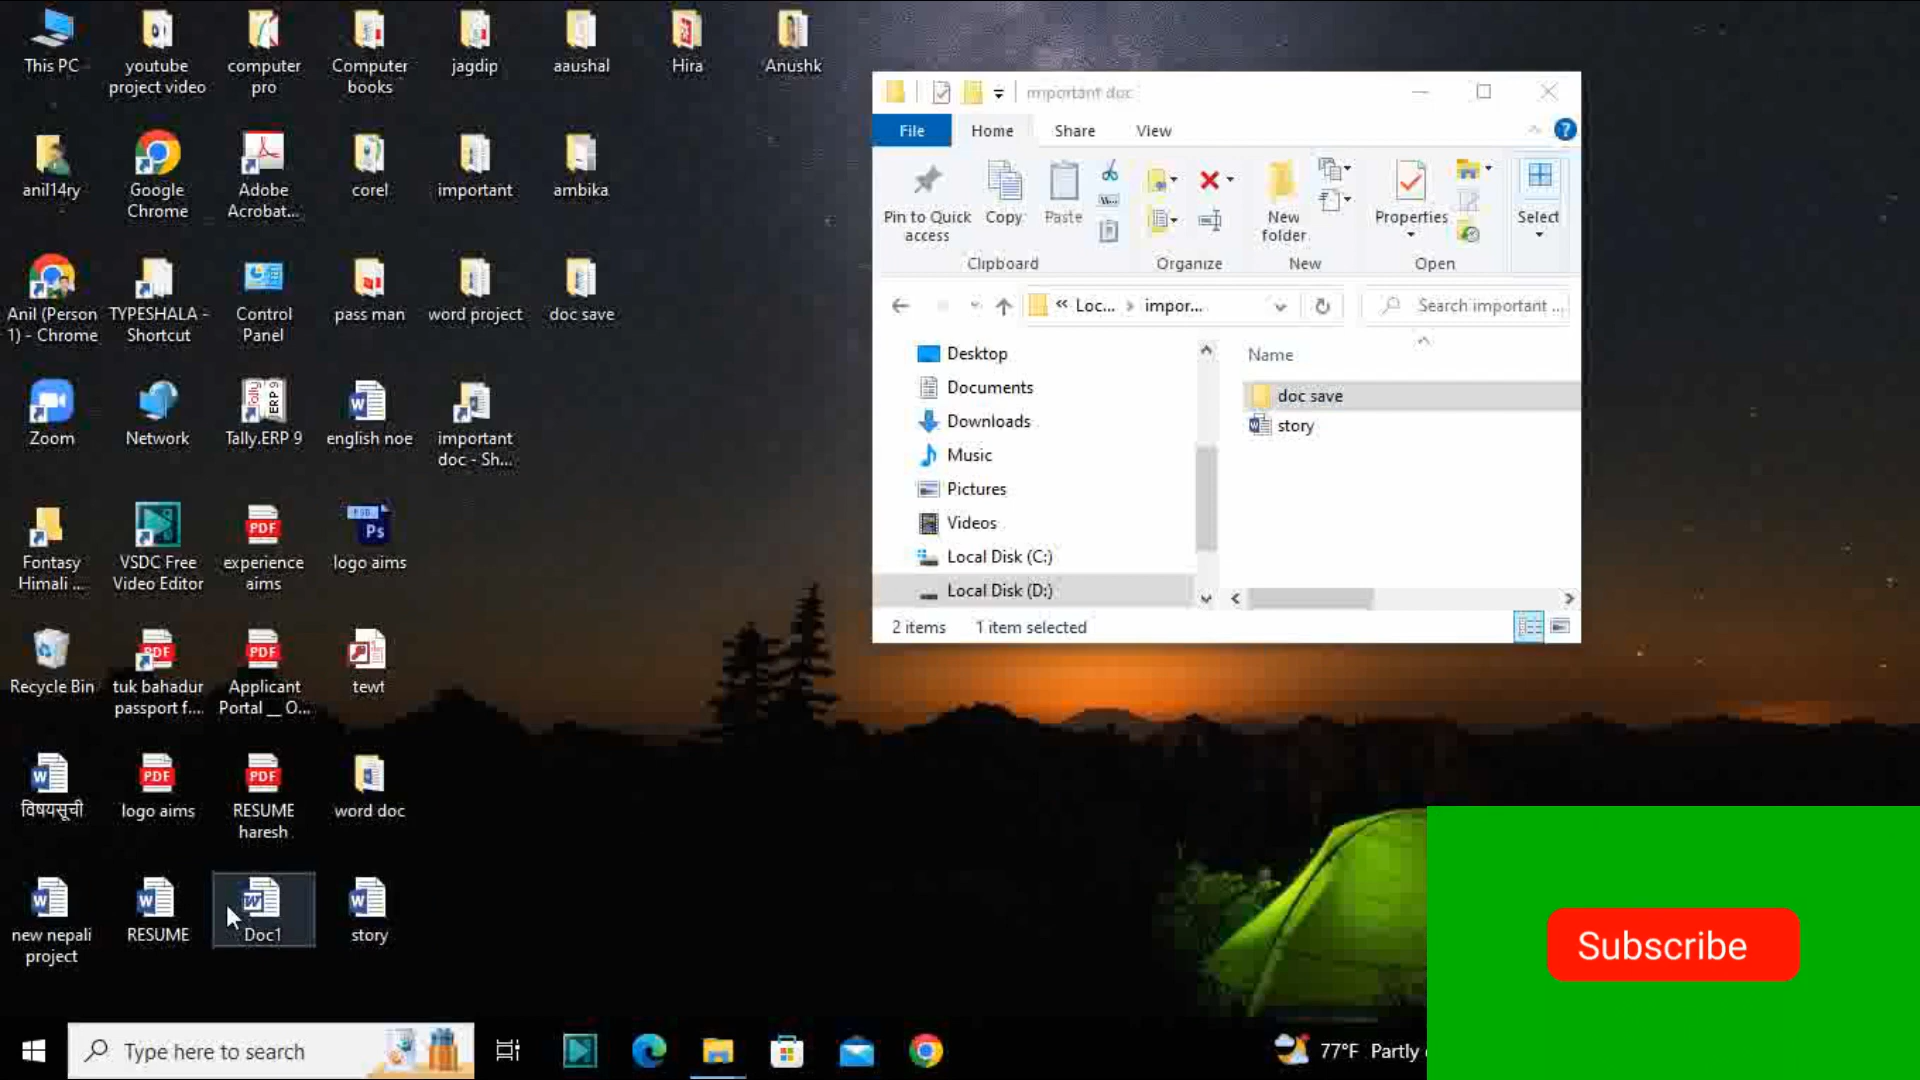 This PC
youtube
project video
computer
pro
Computer
books
jagdip
aaushal
Hira
Anushk
anil14ry
Google
Chrome
Adobe
Acrobat...
corel
important
ambika
Anil (Person
1) - Chrome
TYPESHALA -
Shortcut
Control
Panel
pass man
word project
doc save
Zoom
Network
Tally.ERP 9
english noe
important
doc - Sh...
Fontasy
Himali ...
VSDC Free
Video Editor
experience
aims
logo aims
Recycle Bin
tuk bahadur
passport f....
Applicant
Portal __ O...
tewt
विषयसूची
logo aims
RESUME
haresh
word doc
new nepali
project
RESUME
Doc1
story
important doc
File
Home
Share
View
Pin to Quick
access
Copy
Paste
New
folder
Properties
Select
Clipboard
Organize
New
Open
« Loc... › impor...
Search important ...
Desktop
Documents
Downloads
Music
Pictures
Videos
Local Disk (C:)
Local Disk (D:)
Name
doc save
story
2 items
1 item selected
Subscribe
Type here to search
77°F Partly